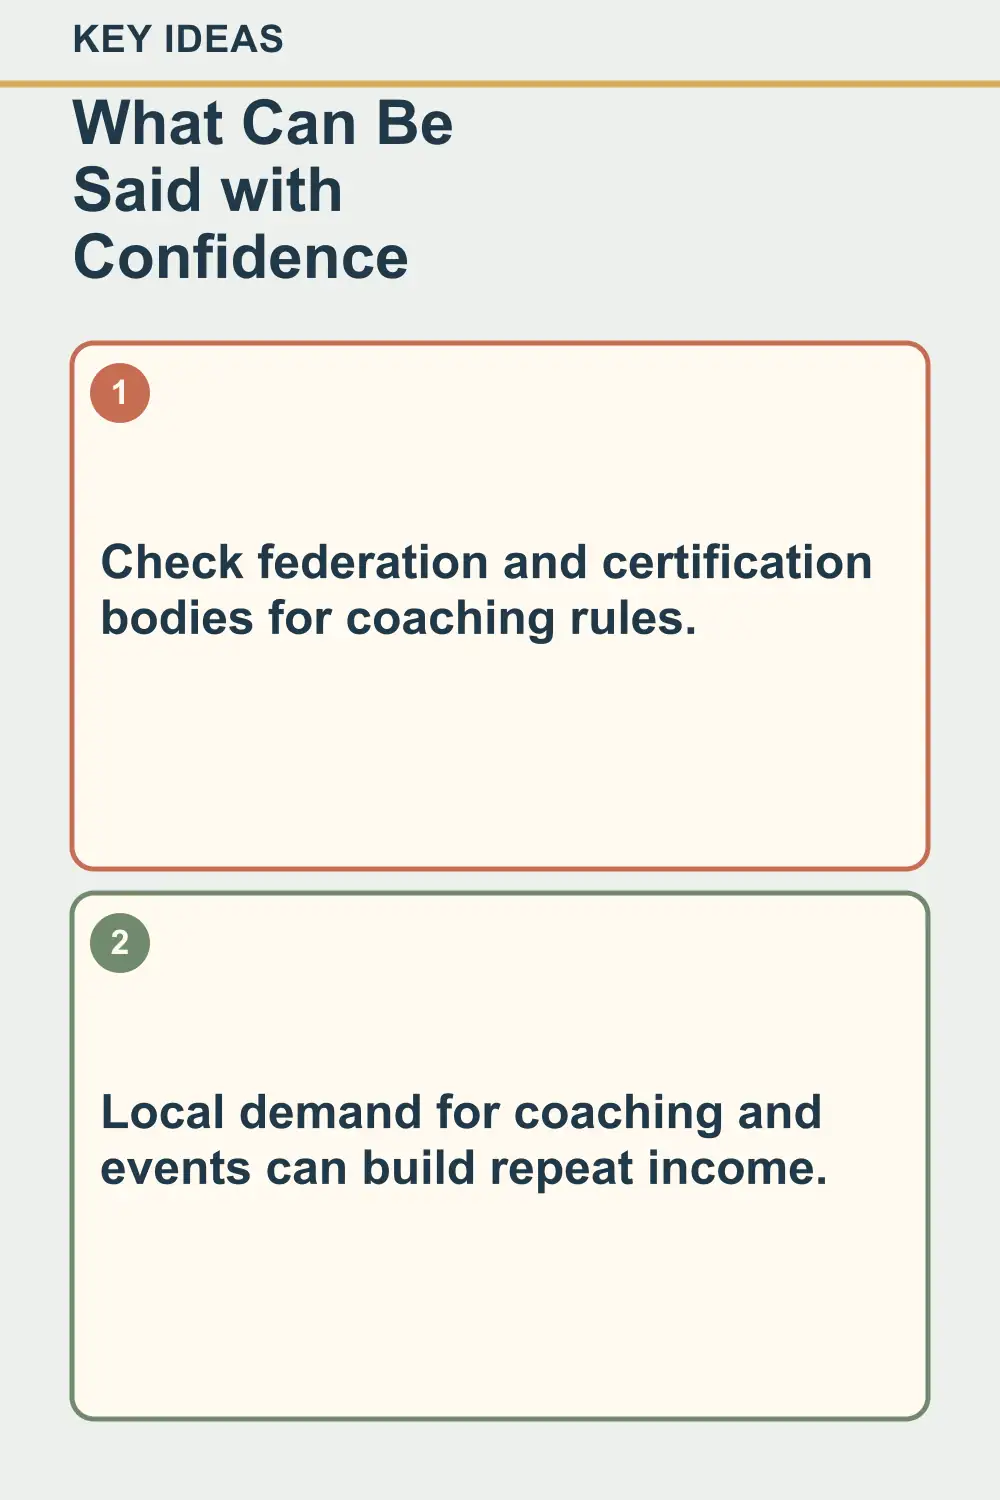 KEY IDEAS
What Can Be
Said with
Confidence
1
Check federation and certification
bodies for coaching rules.
2
Local demand for coaching and
events can build repeat income.